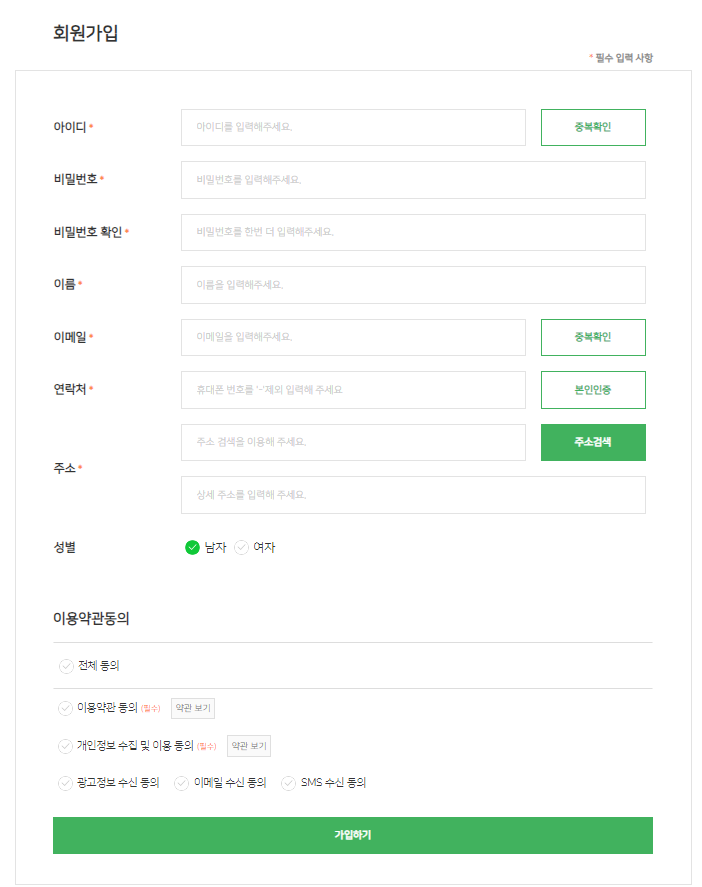 회원가입
* 필수 입력 사항
아이디 * 아이디를 입력해주세요. 중복확인
비밀번호 * 비밀번호를 입력해주세요.
비밀번호 확인 * 비밀번호를 한번 더 입력해주세요.
이름 * 이름을 입력해주세요.
이메일 * 이메일을 입력해주세요. 중복확인
연락처 * 휴대폰 번호를 '-'제외 입력해 주세요 본인인증
주소 * 주소 검색을 이용해 주세요. 주소검색
상세 주소를 입력해 주세요.
성별 남자 여자
이용약관동의
전체 동의
이용약관 동의 (필수) 약관 보기
개인정보 수집 및 이용 동의 (필수) 약관 보기
광고정보 수신 동의 이메일 수신 동의 SMS 수신 동의
가입하기